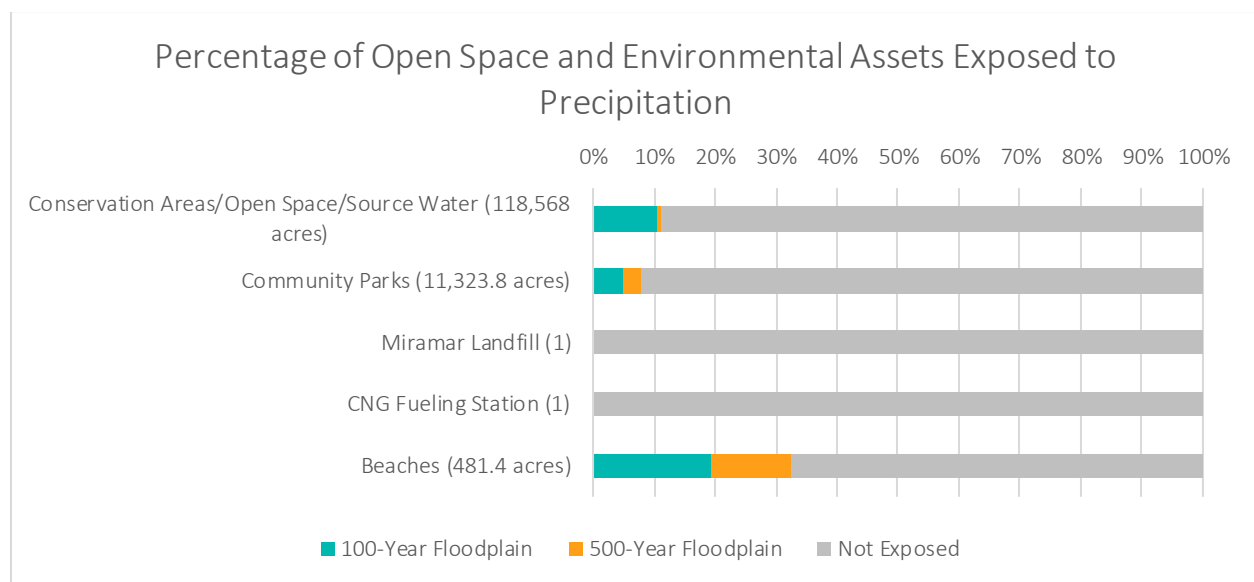 Percentage of Open Space and Environmental Assets Exposed to
Precipitation
0% 10% 20% 30% 40% 50% 60% 70% 80% 90% 100%
Conservation Areas/Open Space/Source Water (118,568
acres)
Community Parks (11,323.8 acres)
Miramar Landfill (1)
CNG Fueling Station (1)
Beaches (481.4 acres)
100-Year Floodplain 500-Year Floodplain Not Exposed